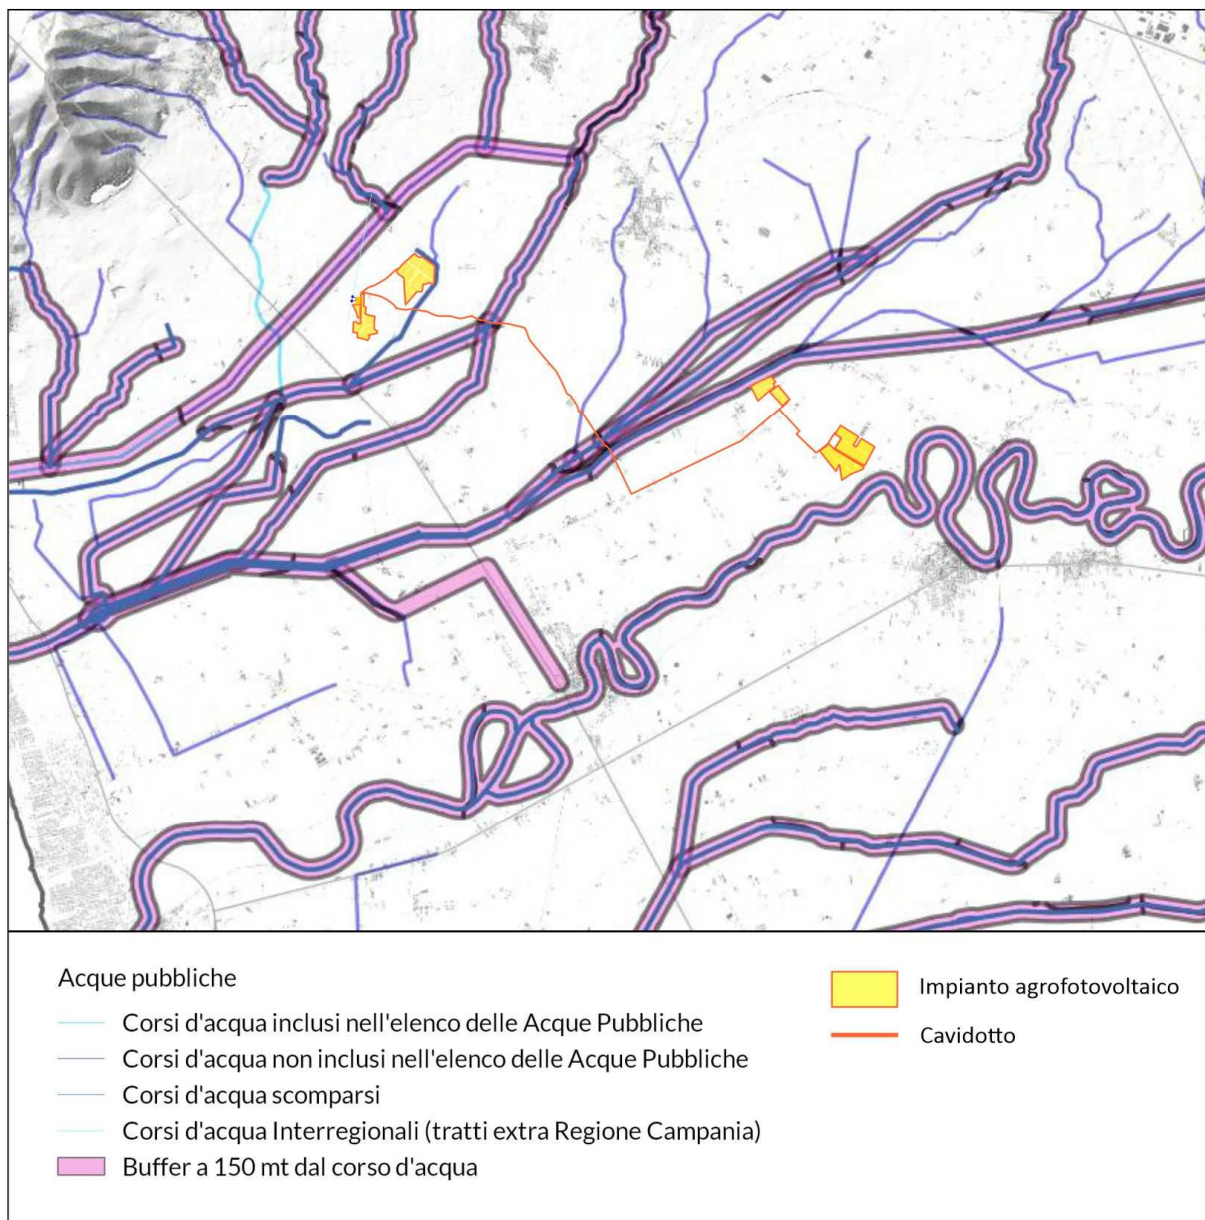 Acque pubbliche
Corsi d'acqua inclusi nell'elenco delle Acque Pubbliche
Corsi d'acqua non inclusi nell'elenco delle Acque Pubbliche
Corsi d'acqua scomparsi
Corsi d'acqua Interregionali (tratti extra Regione Campania)
Buffer a 150 mt dal corso d'acqua
Impianto agrofotovoltaico
Cavidotto